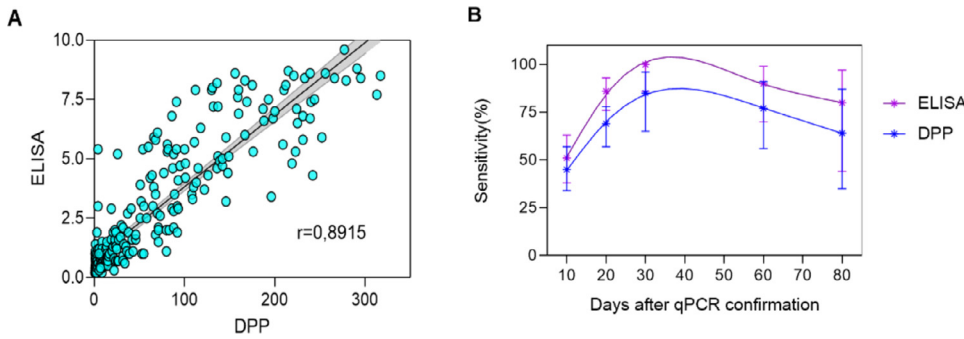 A
ELISA
10.0
7.5
5.0
2.5
0.0
r=0,8915
0 100 200 300
DPP
B
Sensitivity(%)
100
75
50
25
0
10 20 30 40 50 60 70 80
Days after qPCR confirmation
ELISA
DPP